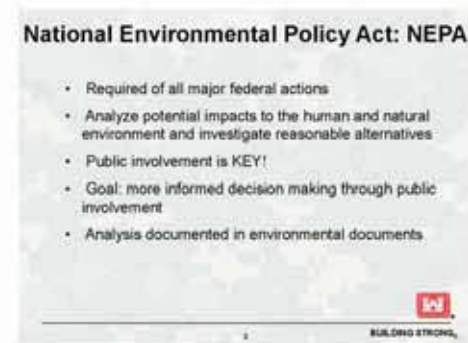 National Environmental Policy Act: NEPA
• Required of all major federal actions
• Analyze potential impacts to the human and natural
environment and investigate reasonable alternatives
• Public involvement is KEY!
• Goal: more informed decision making through public
involvement
• Analysis documented in environmental documents
BUILDING STRONG®